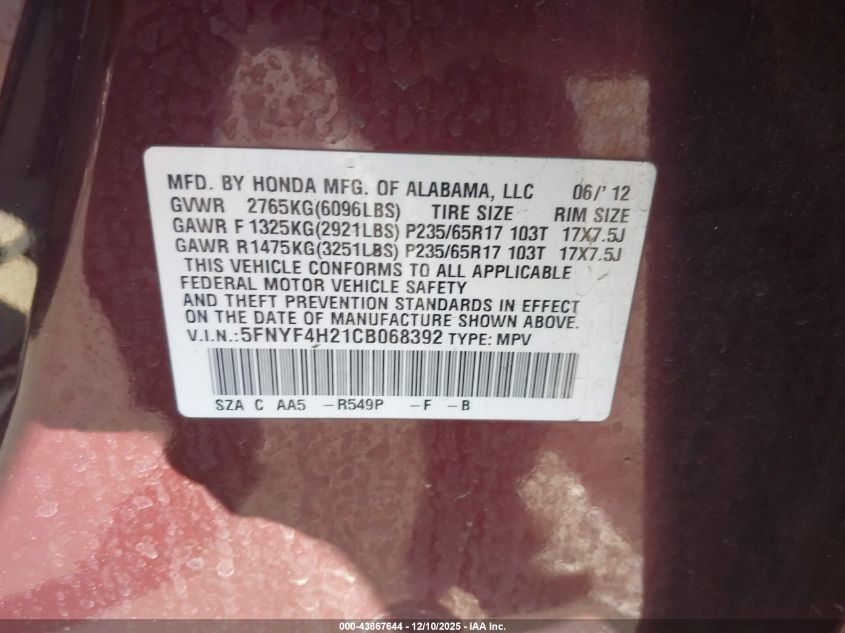 MFD. BY HONDA MFG. OF ALABAMA, LLC 06/' 12
GVWR 2765KG(6096LBS) TIRE SIZE RIM SIZE
GAWR F 1325KG(2921LBS) P235/65R17 103T 17X7.5J
GAWR R1475KG(3251LBS) P235/65R17 103T 17X7.5J
THIS VEHICLE CONFORMS TO ALL APPLICABLE
FEDERAL MOTOR VEHICLE SAFETY
AND THEFT PREVENTION STANDARDS IN EFFECT
ON THE DATE OF MANUFACTURE SHOWN ABOVE.
V.I.N.:5FNYF4H21CB068392 TYPE: MPV
SZA C AA5 -R549P -F -B
000-43867644 - 12/10/2025 - IAA Inc.